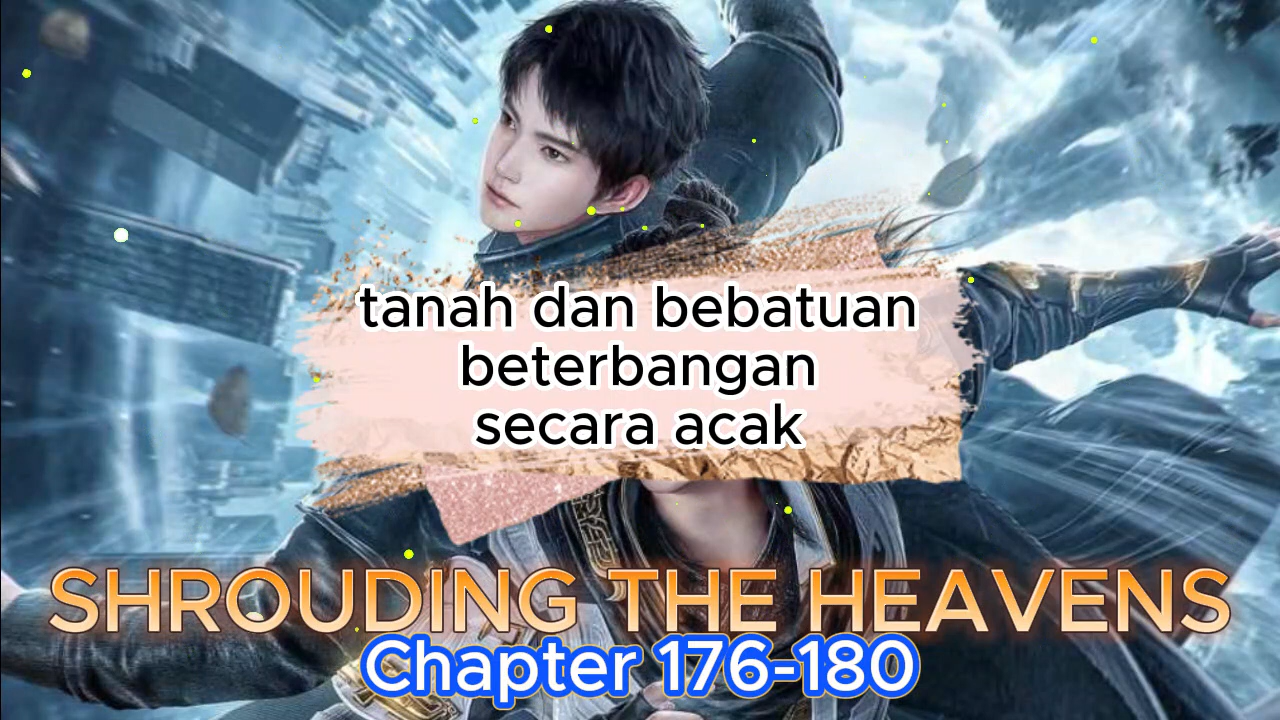 tanah dan bebatuan
beterbangan
secara acak
SHROUDING THE HEAVENS
Chapter 176-180